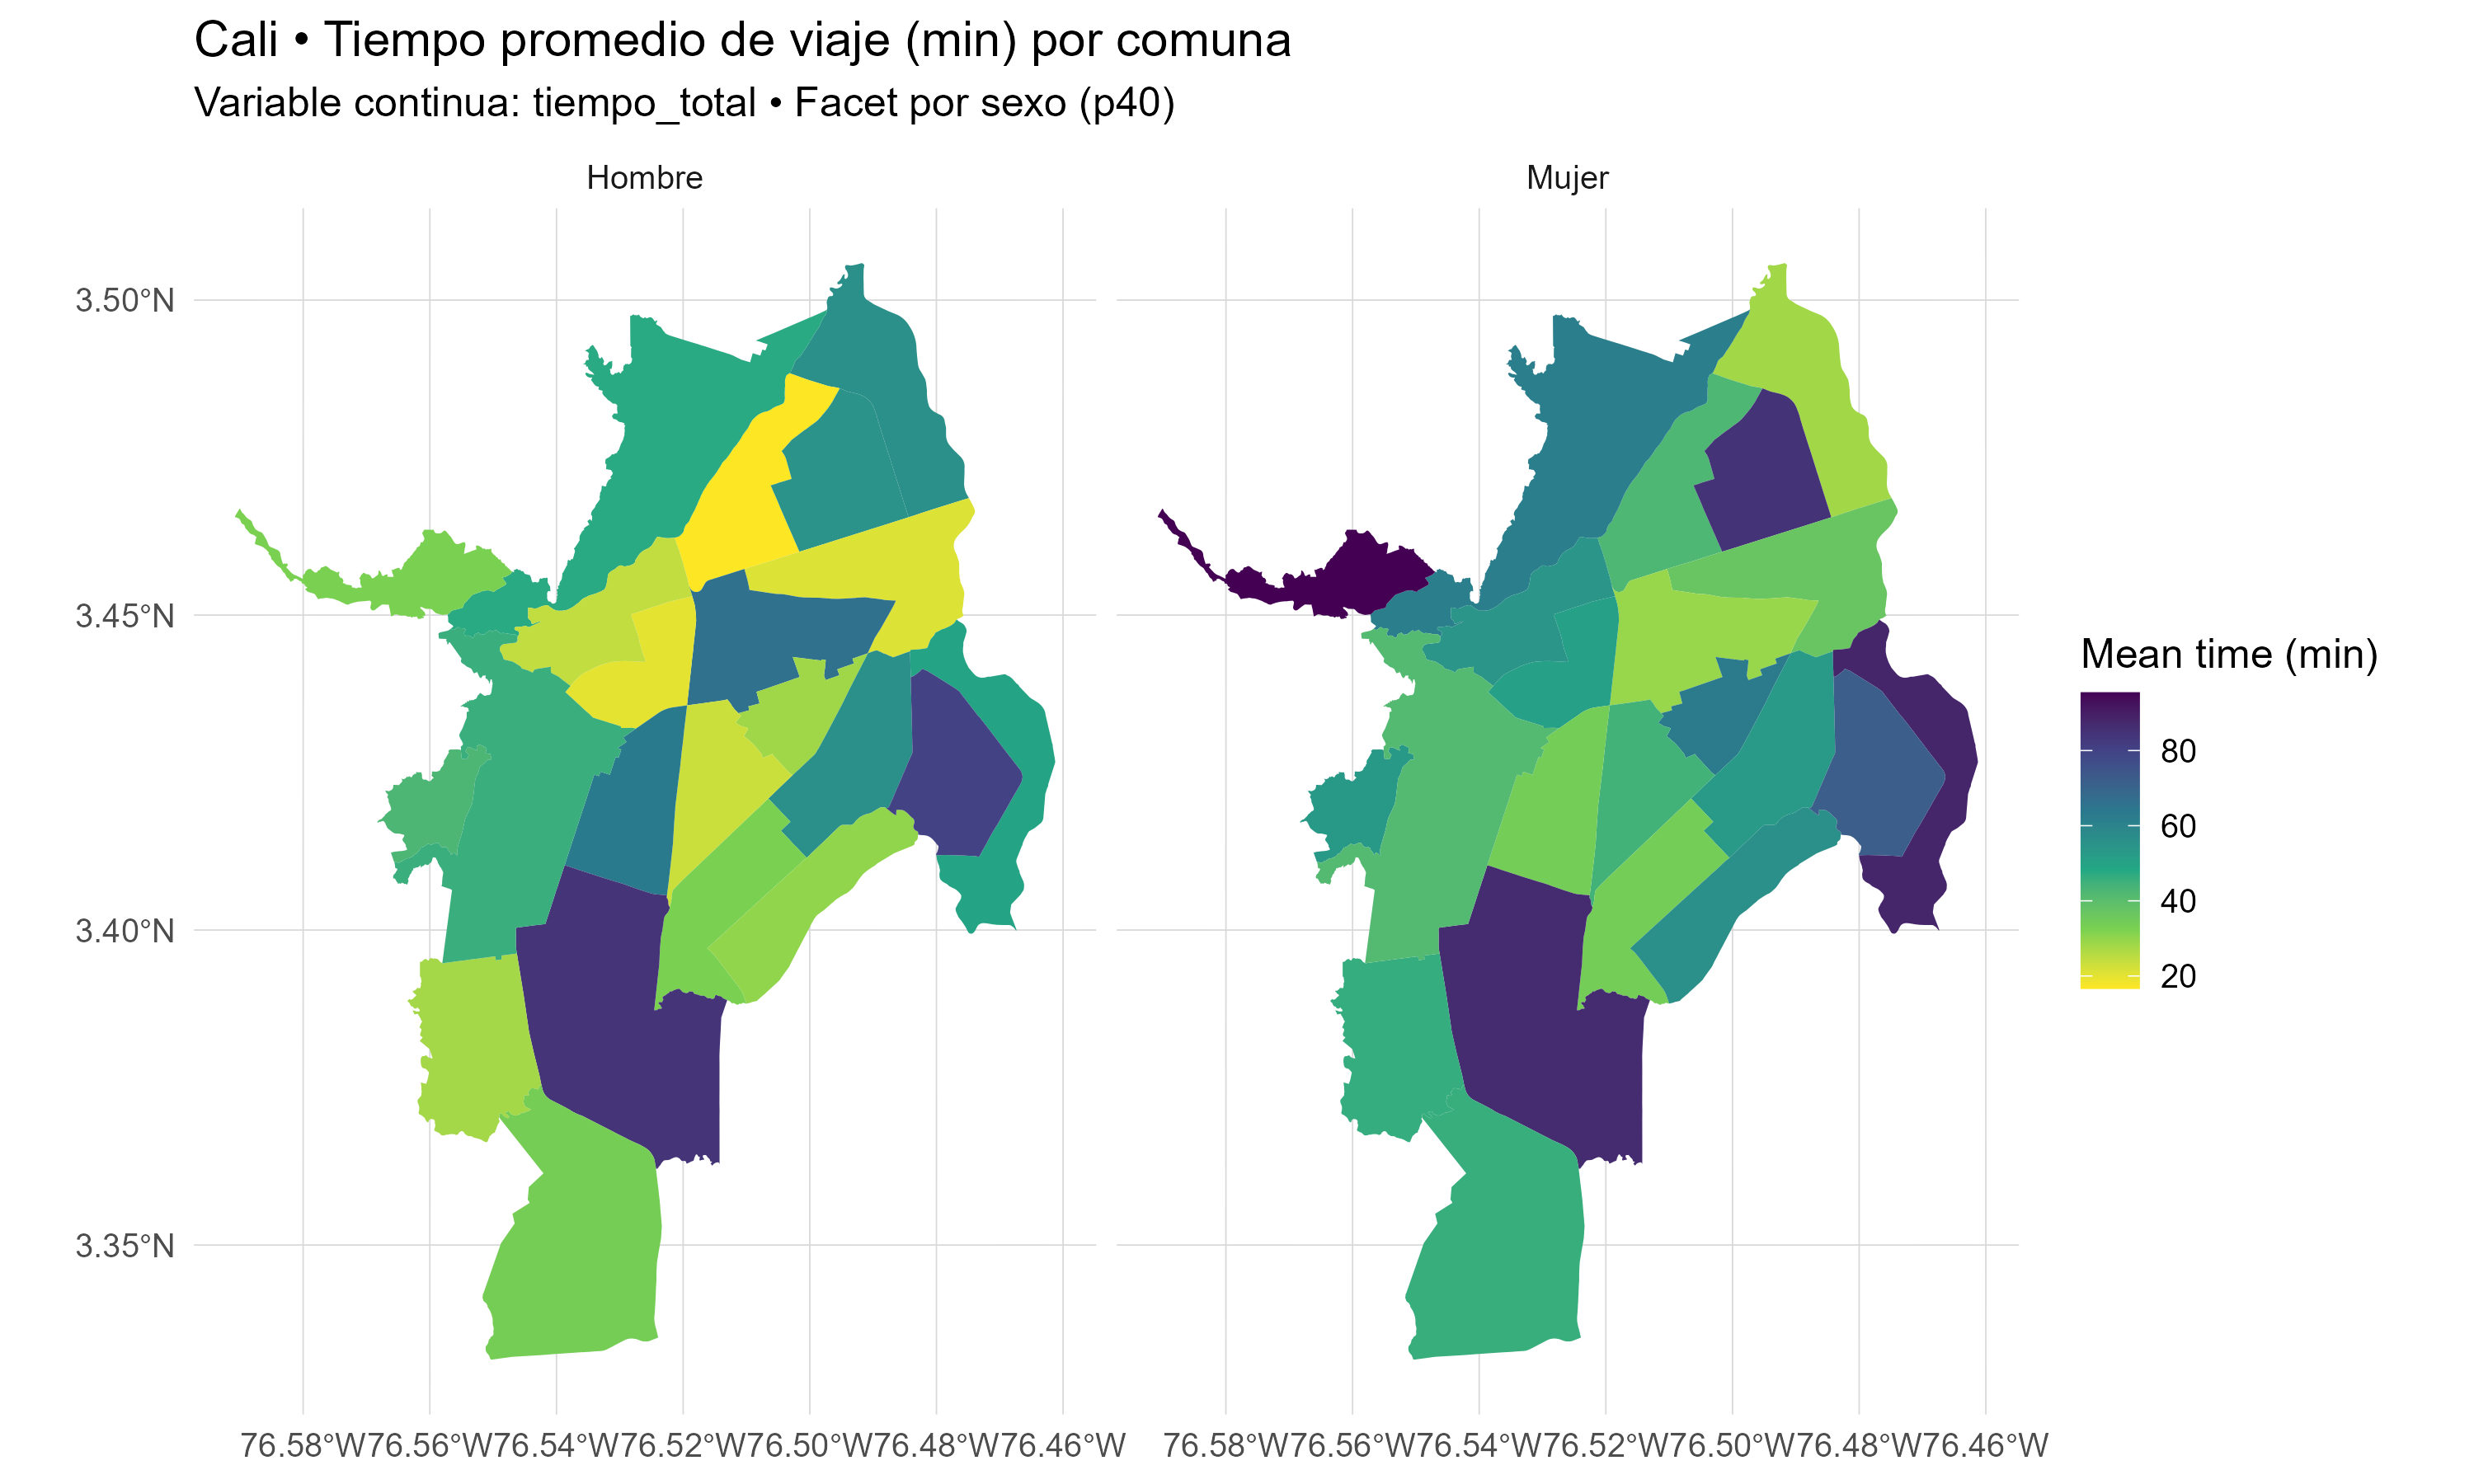 Cali • Tiempo promedio de viaje (min) por comuna
Variable continua: tiempo_total • Facet por sexo (p40)
Hombre
Mujer
3.50°N
3.45°N
3.40°N
3.35°N
76.58°W 76.56°W 76.54°W 76.52°W 76.50°W 76.48°W 76.46°W
76.58°W 76.56°W 76.54°W 76.52°W 76.50°W 76.48°W 76.46°W
Mean time (min)
80
60
40
20